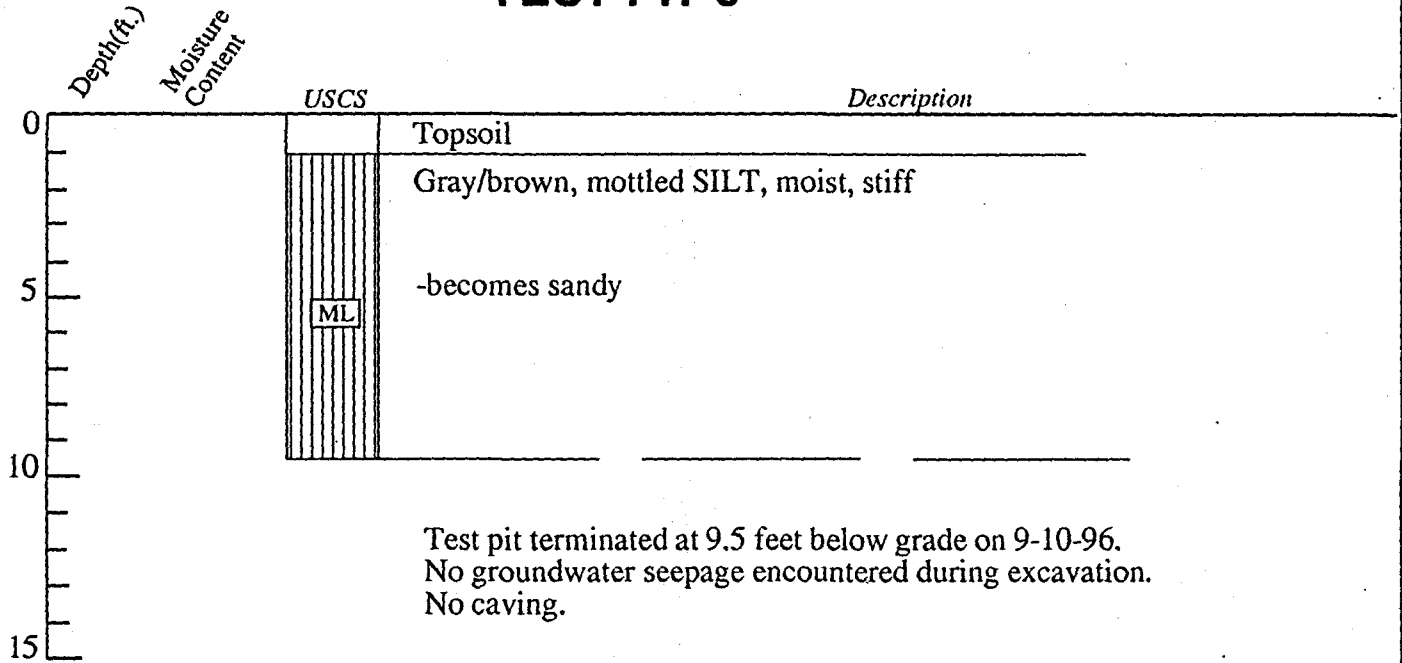 Depth(ft.)
Moisture
Content
USCS
Description
0
Topsoil
Gray/brown, mottled SILT, moist, stiff
5
-becomes sandy
ML
10
Test pit terminated at 9.5 feet below grade on 9-10-96.
No groundwater seepage encountered during excavation.
No caving.
15